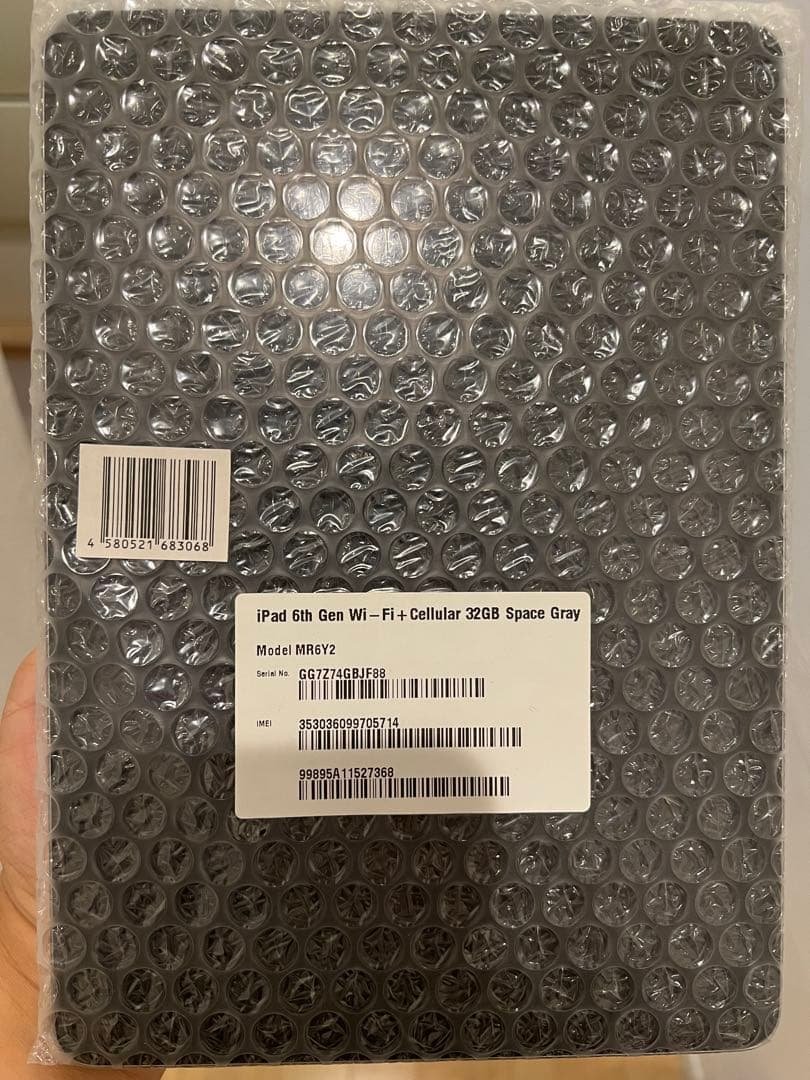 4 580521 683068
iPad 6th Gen Wi-Fi+Cellular 32GB Space Gray
Model MR6Y2
Serial No. GG7Z74GBJF88
IMEI 353036099705714
99895A11527368